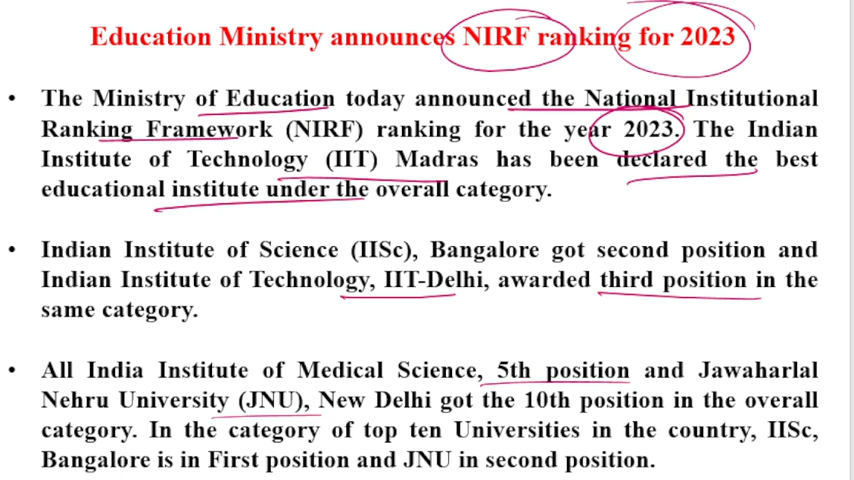 Education Ministry announces NIRF ranking for 2023
• The Ministry of Education today announced the National Institutional
Ranking Framework (NIRF) ranking for the year 2023. The Indian
Institute of Technology (IIT) Madras has been declared the best
educational institute under the overall category.
• Indian Institute of Science (IISc), Bangalore got second position and
Indian Institute of Technology, IIT-Delhi, awarded third position in the
same category.
• All India Institute of Medical Science, 5th position and Jawaharlal
Nehru University (JNU), New Delhi got the 10th position in the overall
category. In the category of top ten Universities in the country, IISc,
Bangalore is in First position and JNU in second position.